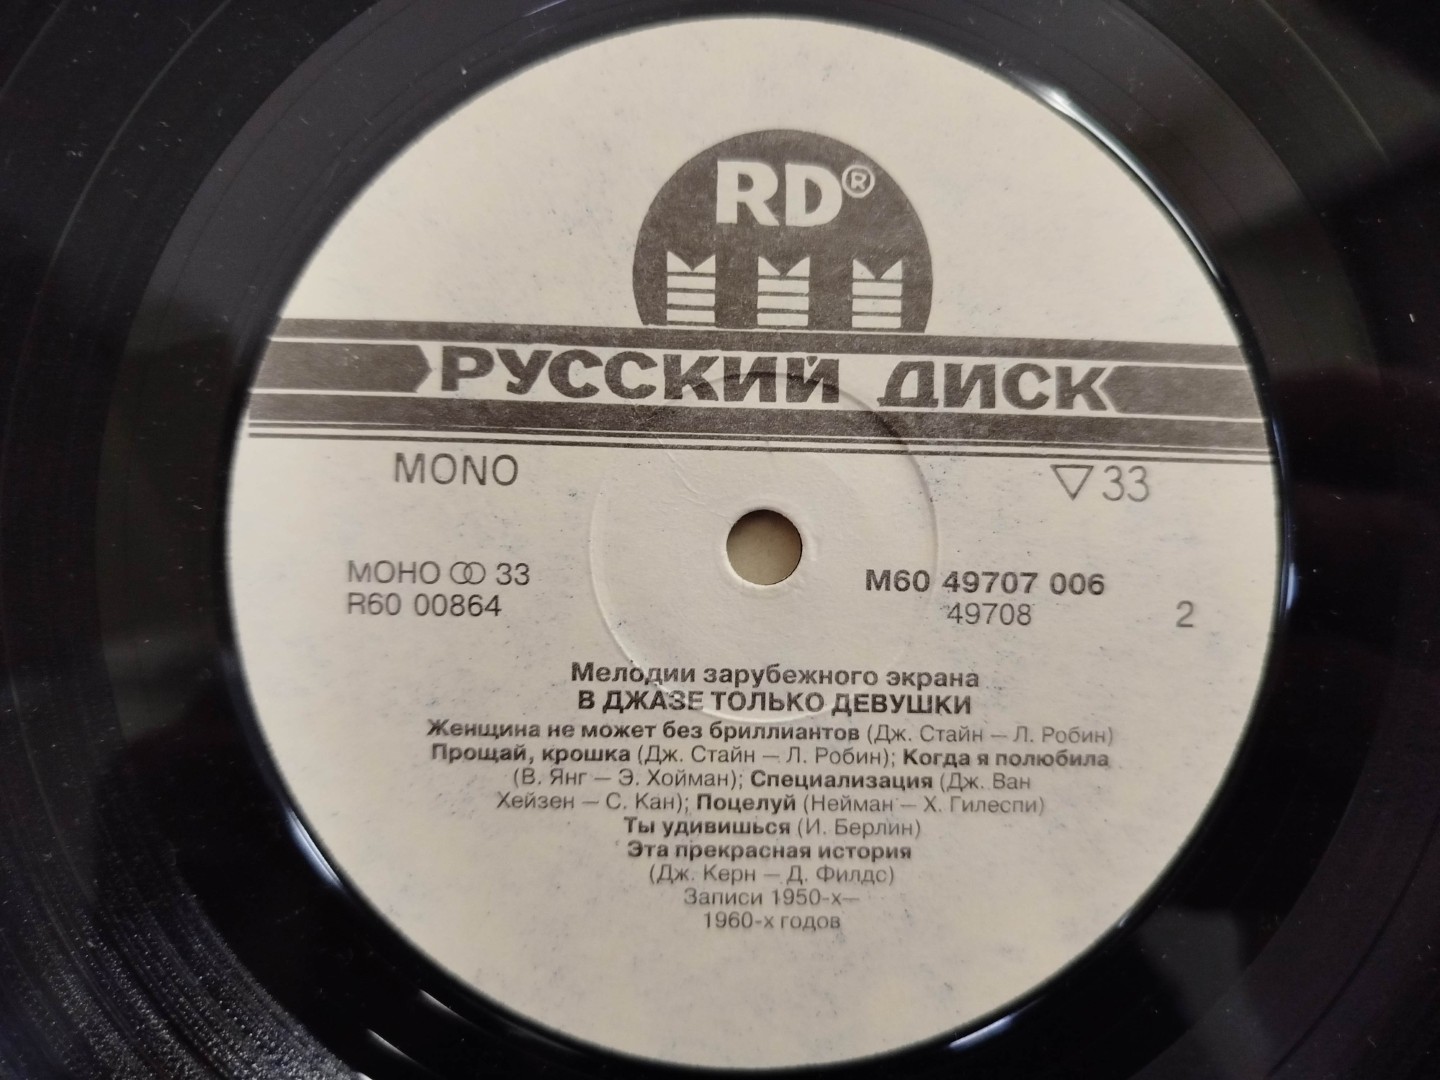 RD®
РУССКИЙ ДИСК
MONO ▽33
МОНО ⚭ 33
R60 00864
М60 49707 006
49708 2
Мелодии зарубежного экрана
В ДЖАЗЕ ТОЛЬКО ДЕВУШКИ
Женщина не может без бриллиантов (Дж. Стайн — Л. Робин)
Прощай, крошка (Дж. Стайн — Л. Робин); Когда я полюбила
(В. Янг — Э. Хойман); Специализация (Дж. Ван
Хейзен — С. Кан); Поцелуй (Нейман — Х. Гилеспи)
Ты удивишься (И. Берлин)
Эта прекрасная история
(Дж. Керн — Д. Филдс)
Записи 1950-х—
1960-х годов